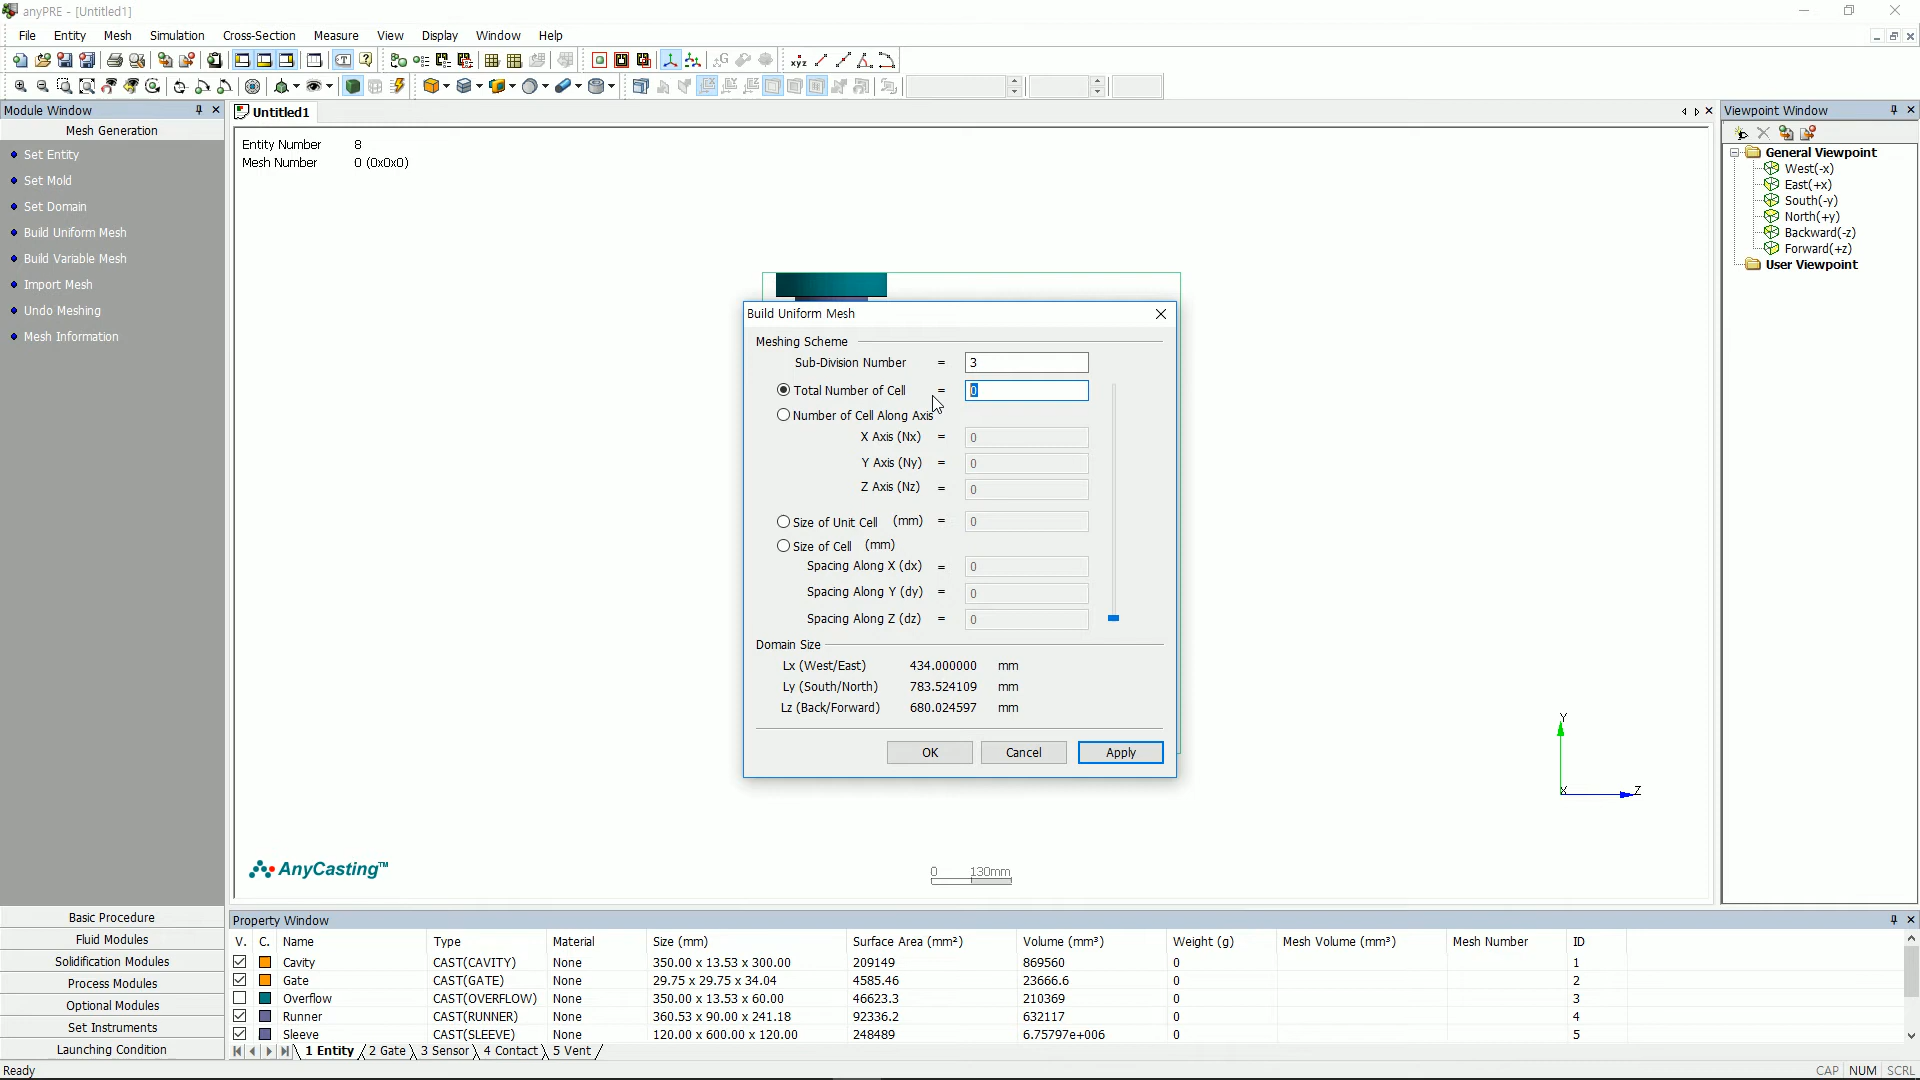 anyPRE - [Untitled1]
File Entity Mesh Simulation Cross-Section Measure View Display Window Help
Module Window
Mesh Generation
Set Entity
Set Mold
Set Domain
Build Uniform Mesh
Build Variable Mesh
Import Mesh
Undo Meshing
Mesh Information
Basic Procedure
Fluid Modules
Solidification Modules
Process Modules
Optional Modules
Set Instruments
Launching Condition
Untitled1
Entity Number 8
Mesh Number 0 (0x0x0)
Build Uniform Mesh
Meshing Scheme
Sub-Division Number = 3
Total Number of Cell = 0
Number of Cell Along Axis
X Axis (Nx) = 0
Y Axis (Ny) = 0
Z Axis (Nz) = 0
Size of Unit Cell (mm) = 0
Size of Cell (mm)
Spacing Along X (dx) = 0
Spacing Along Y (dy) = 0
Spacing Along Z (dz) = 0
Domain Size
Lx (West/East) 434.000000 mm
Ly (South/North) 783.524109 mm
Lz (Back/Forward) 680.024597 mm
OK Cancel Apply
Y
X Z
AnyCasting™
0 130mm
Viewpoint Window
General Viewpoint
West(-x)
East(+x)
South(-y)
North(+y)
Backward(-z)
Forward(+z)
User Viewpoint
Property Window
V. C. Name Type Material Size (mm) Surface Area (mm²) Volume (mm³) Weight (g) Mesh Volume (mm³) Mesh Number ID
Cavity CAST(CAVITY) None 350.00 x 13.53 x 300.00 209149 869560 0 1
Gate CAST(GATE) None 29.75 x 29.75 x 34.04 4585.46 23666.6 0 2
Overflow CAST(OVERFLOW) None 350.00 x 13.53 x 60.00 46623.3 210369 0 3
Runner CAST(RUNNER) None 360.53 x 90.00 x 241.18 92336.2 632117 0 4
Sleeve CAST(SLEEVE) None 120.00 x 600.00 x 120.00 248489 6.75797e+006 0 5
1 Entity 2 Gate 3 Sensor 4 Contact 5 Vent
Ready CAP NUM SCRL